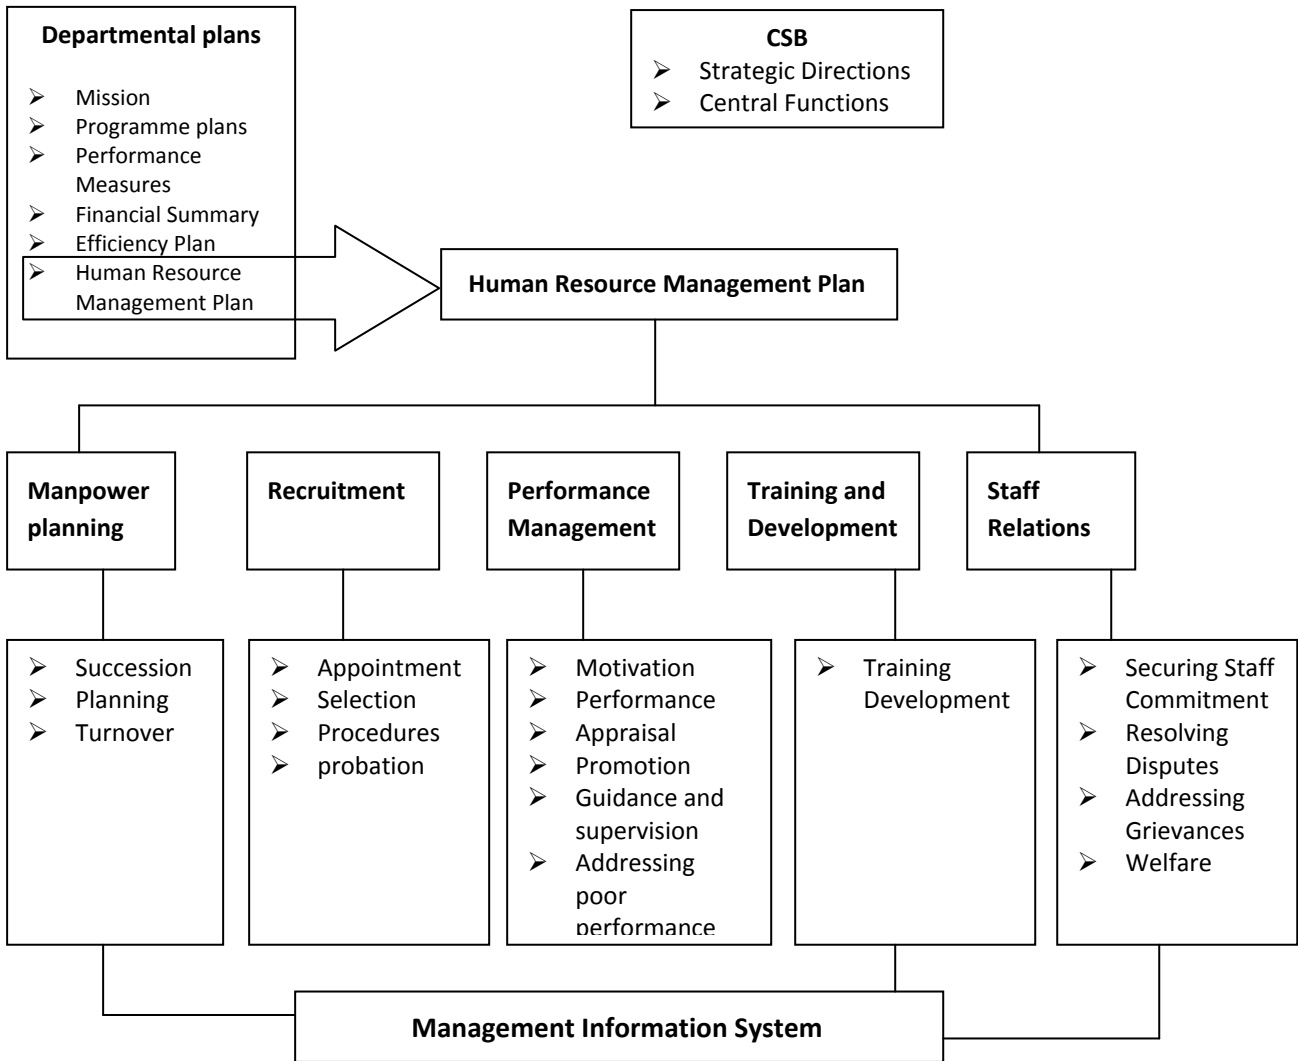 Departmental plans
Mission
Programme plans
Performance
Measures
Financial Summary
Efficiency Plan
Human Resource
Management Plan
CSB
Strategic Directions
Central Functions
Human Resource Management Plan
Manpower
planning
Recruitment
Performance
Management
Training and
Development
Staff
Relations
Succession
Planning
Turnover
Appointment
Selection
Procedures
probation
Motivation
Performance
Appraisal
Promotion
Guidance and
supervision
Addressing
poor
performance
Training
Development
Securing Staff
Commitment
Resolving
Disputes
Addressing
Grievances
Welfare
Management Information System